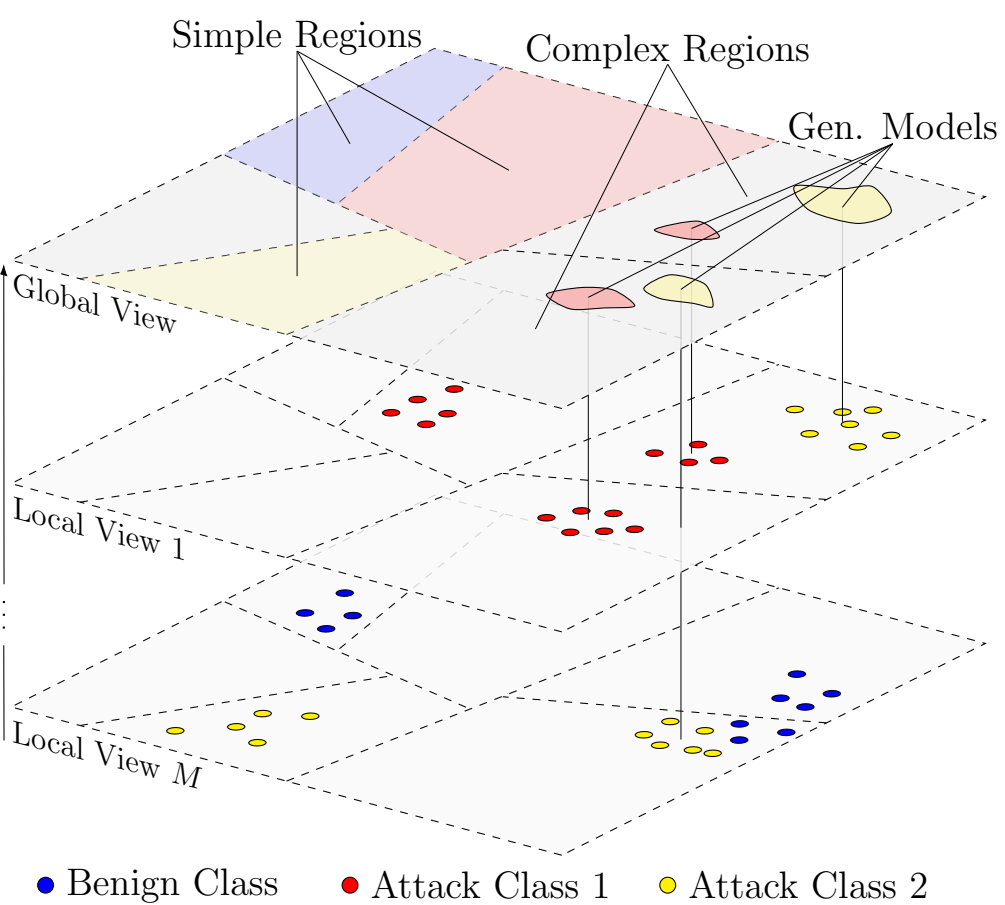 Simple Regions
Complex Regions
Gen. Models
Global View
Local View 1
⋮
Local View M
Benign Class
Attack Class 1
Attack Class 2